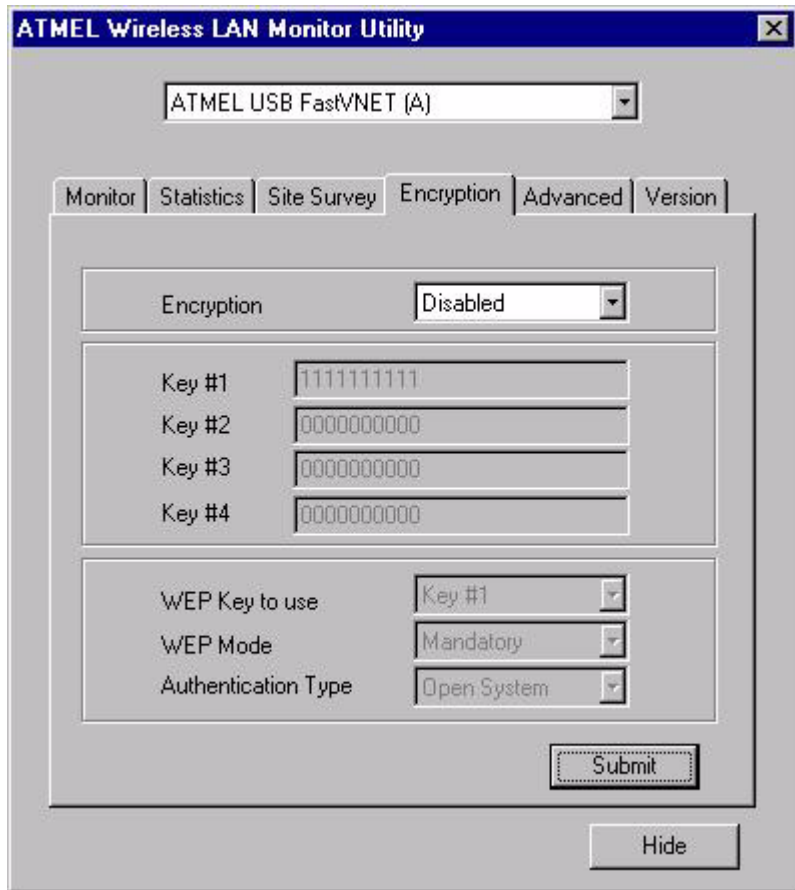 ATMEL Wireless LAN Monitor Utility
ATMEL USB FastVNET (A)
Monitor Statistics Site Survey Encryption Advanced Version
Encryption Disabled
Key #1 1111111111
Key #2 0000000000
Key #3 0000000000
Key #4 0000000000
WEP Key to use Key #1
WEP Mode Mandatory
Authentication Type Open System
Submit
Hide